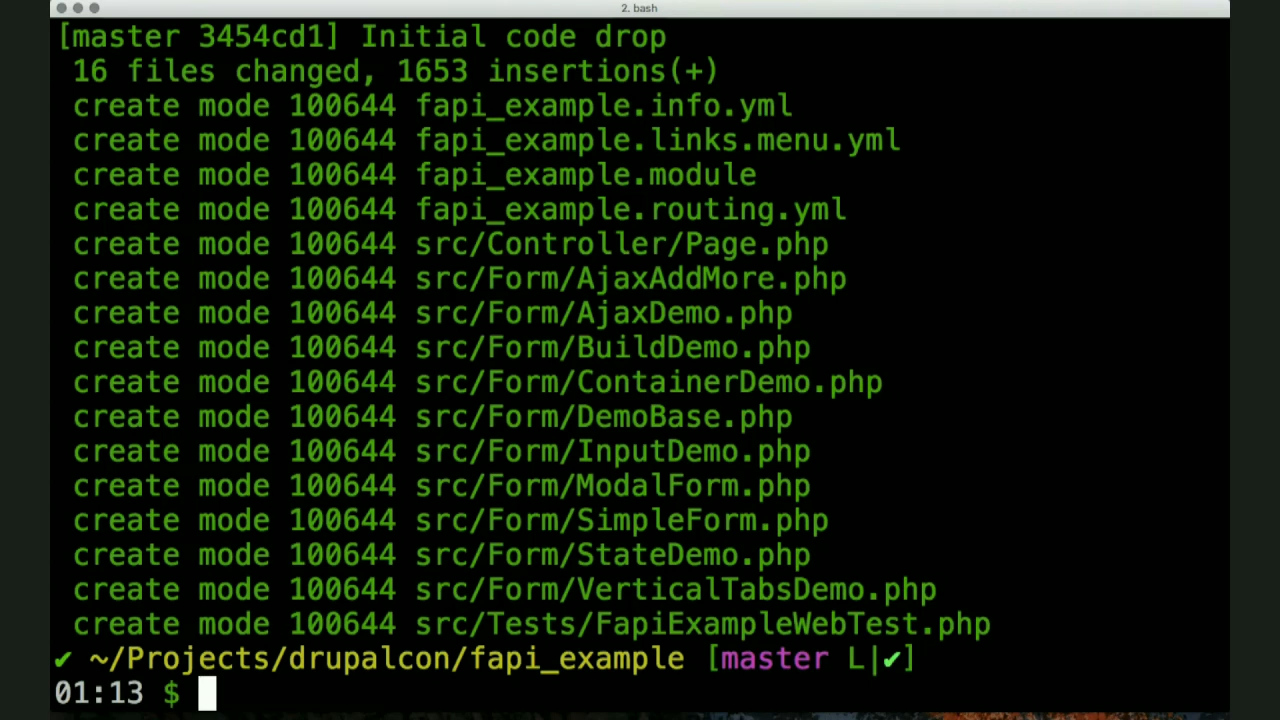 2. bash
[master 3454cd1] Initial code drop
16 files changed, 1653 insertions(+)
create mode 100644 fapi_example.info.yml
create mode 100644 fapi_example.links.menu.yml
create mode 100644 fapi_example.module
create mode 100644 fapi_example.routing.yml
create mode 100644 src/Controller/Page.php
create mode 100644 src/Form/AjaxAddMore.php
create mode 100644 src/Form/AjaxDemo.php
create mode 100644 src/Form/BuildDemo.php
create mode 100644 src/Form/ContainerDemo.php
create mode 100644 src/Form/DemoBase.php
create mode 100644 src/Form/InputDemo.php
create mode 100644 src/Form/ModalForm.php
create mode 100644 src/Form/SimpleForm.php
create mode 100644 src/Form/StateDemo.php
create mode 100644 src/Form/VerticalTabsDemo.php
create mode 100644 src/Tests/FapiExampleWebTest.php
✔ ~/Projects/drupalcon/fapi_example [master L|✔]
01:13 $